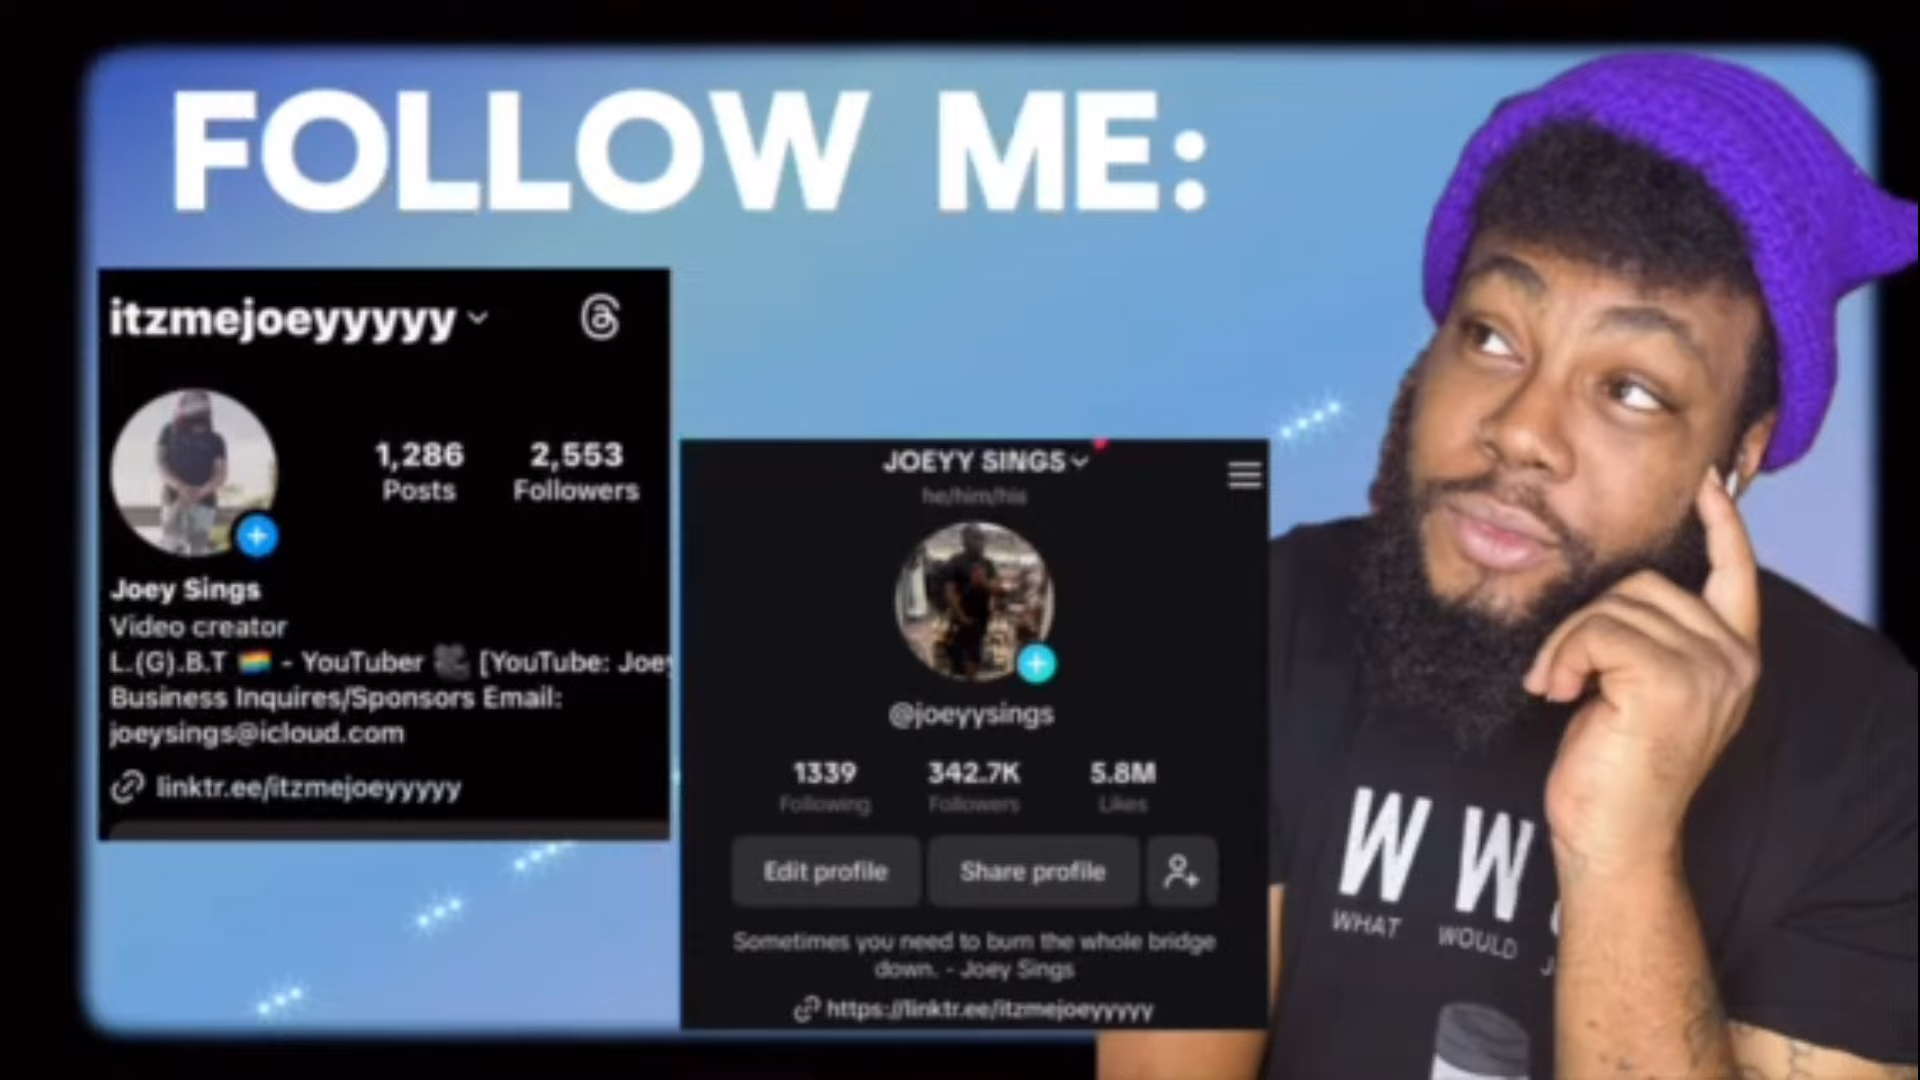 FOLLOW ME:
itzmejoeyyyyy
1,286 2,553
Posts Followers
Joey Sings
Video creator
L.(G).B.T 🏳️‍🌈 - YouTuber 🎥 [YouTube: Joey
Business Inquires/Sponsors Email:
joeysings@icloud.com
linktr.ee/itzmejoeyyyyy
JOEYY SINGS
he/him/his
@joeyysings
1339 342.7K 5.8M
Following Followers Likes
Edit profile Share profile
Sometimes you need to burn the whole bridge
down. - Joey Sings
https://linktr.ee/itzmejoeyyyyy
W W
WHAT WOULD J